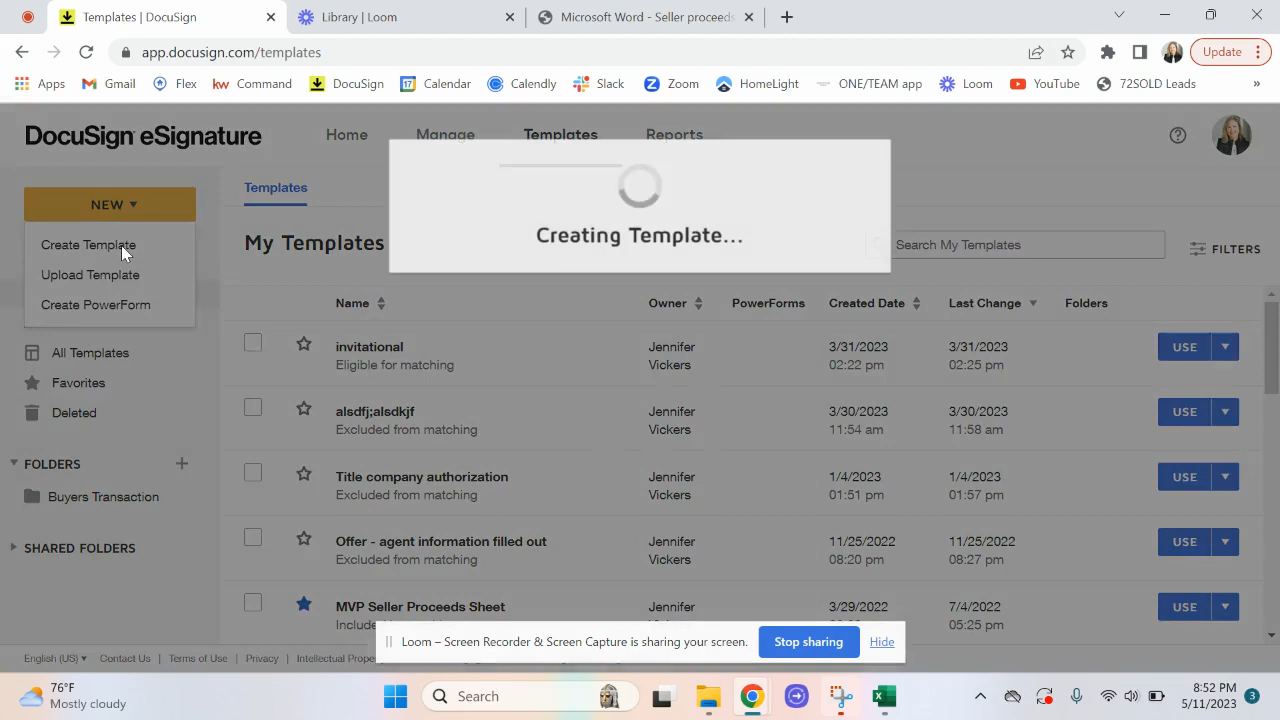 Templates | DocuSign
Library | Loom
Microsoft Word - Seller proceeds
app.docusign.com/templates
Update
Apps
Gmail
Flex
kw Command
DocuSign
17 Calendar
Calendly
Slack
Zoom
HomeLight
ONE/TEAM app
Loom
YouTube
72SOLD Leads
»
DocuSign eSignature
Home
Manage
Templates
Reports
NEW
Create Template
Upload Template
Create PowerForm
All Templates
Favorites
Deleted
FOLDERS
Buyers Transaction
SHARED FOLDERS
Templates
My Templates
Creating Template...
Search My Templates
FILTERS
Name Owner PowerForms Created Date Last Change Folders
invitational Jennifer 3/31/2023 3/31/2023 USE
Eligible for matching Vickers 02:22 pm 02:25 pm
alsdfj;alsdkjf Jennifer 3/30/2023 3/30/2023 USE
Excluded from matching Vickers 11:54 am 11:58 am
Title company authorization Jennifer 1/4/2023 1/4/2023 USE
Excluded from matching Vickers 01:51 pm 01:57 pm
Offer - agent information filled out Jennifer 11/25/2022 11/25/2022 USE
Excluded from matching Vickers 08:20 pm 08:27 pm
MVP Seller Proceeds Sheet Jennifer 3/29/2022 7/4/2022 USE
Vickers 05:25 pm
Loom – Screen Recorder & Screen Capture is sharing your screen. Stop sharing Hide
English (US) Contact Us | Terms of Use | Privacy |
76°F
Mostly cloudy
Search
8:52 PM
5/11/2023
3